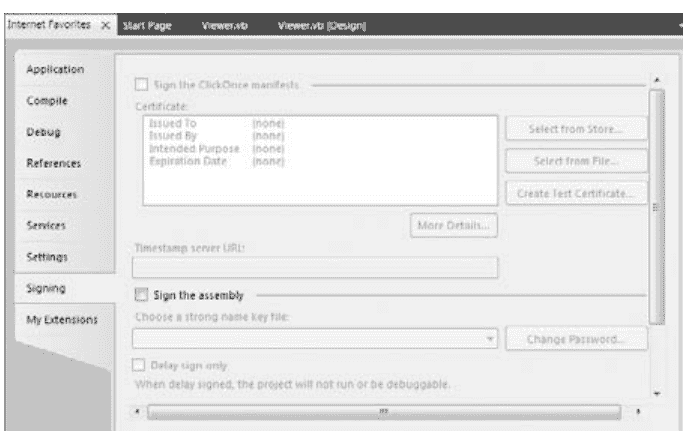 Internet Favorites × Start Page Viewer.vb Viewer.vb [Design]
Application
Compile
Debug
References
Resources
Services
Settings
Signing
My Extensions
Sign the ClickOnce manifests
Certificate:
Issued To (none)
Issued By (none)
Intended Purpose (none)
Expiration Date (none)
Select from Store...
Select from File...
Create Test Certificate...
More Details...
Timestamp server URL:
Sign the assembly
Choose a strong name key file:
Change Password...
Delay sign only
When delay signed, the project will not run or be debuggable.